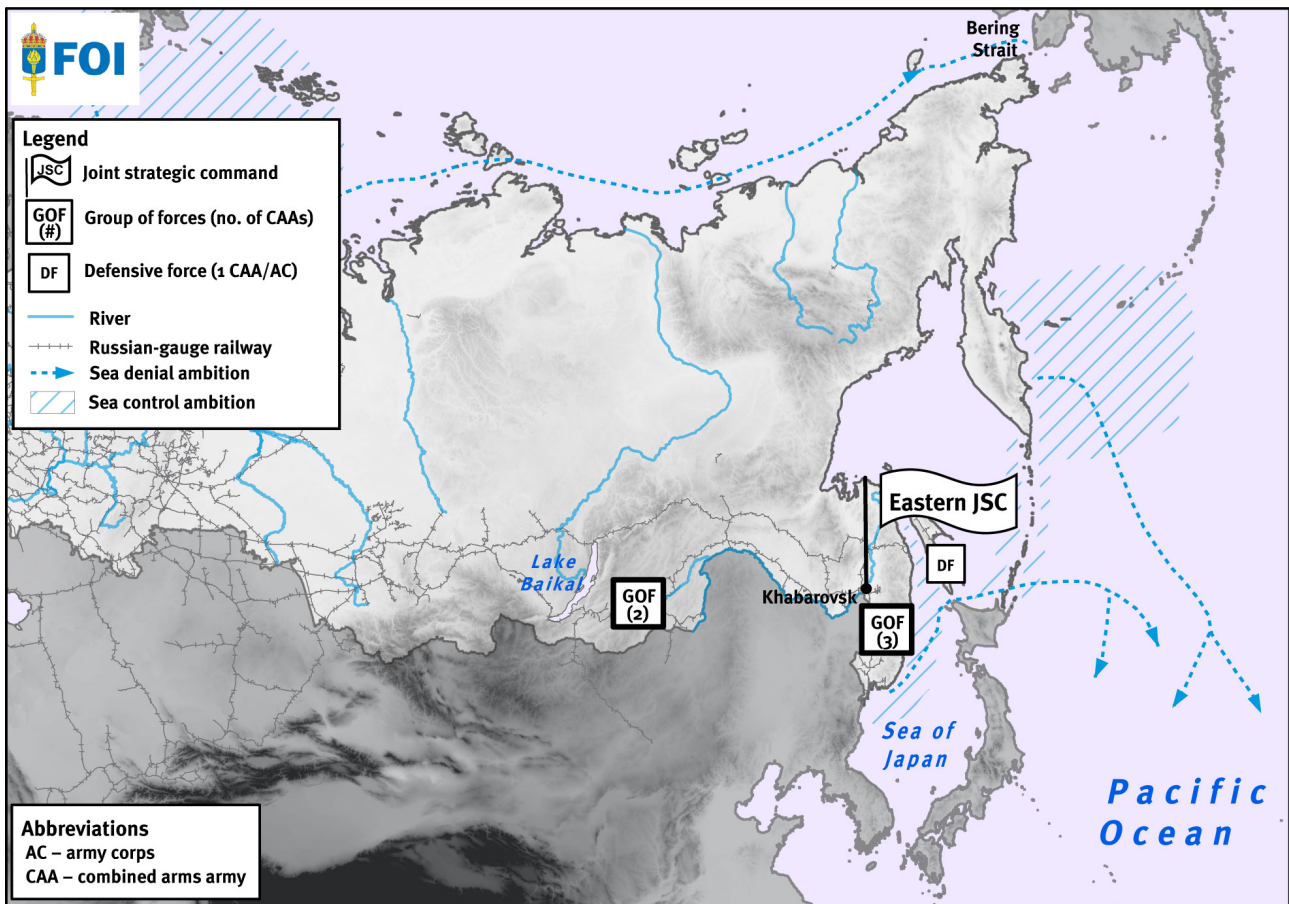 FOI
Bering
Strait
Legend
JSC
Joint strategic command
GOF
(#)
Group of forces (no. of CAAs)
DF
Defensive force (1 CAA/AC)
River
Russian-gauge railway
Sea denial ambition
Sea control ambition
Eastern JSC
Lake
Baikal
DF
GOF
(2)
Khabarovsk
GOF
(3)
Sea of
Japan
Pacific
Ocean
Abbreviations
AC – army corps
CAA – combined arms army